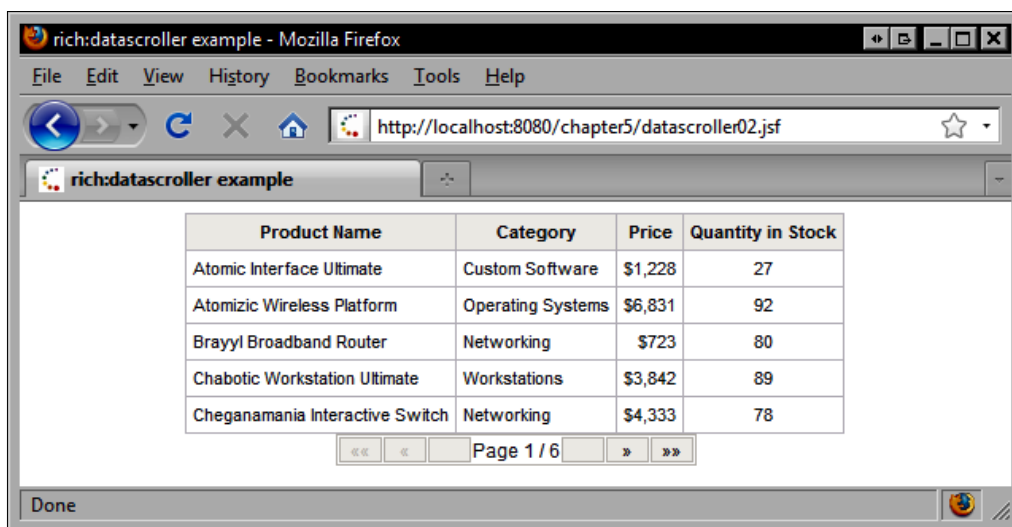 rich:datascroller example - Mozilla Firefox
File Edit View History Bookmarks Tools Help
http://localhost:8080/chapter5/datascroller02.jsf
rich:datascroller example
Product Name Category Price Quantity in Stock
Atomic Interface Ultimate Custom Software $1,228 27
Atomizic Wireless Platform Operating Systems $6,831 92
Brayyl Broadband Router Networking $723 80
Chabotic Workstation Ultimate Workstations $3,842 89
Cheganamania Interactive Switch Networking $4,333 78
«« « Page 1 / 6 » »»
Done